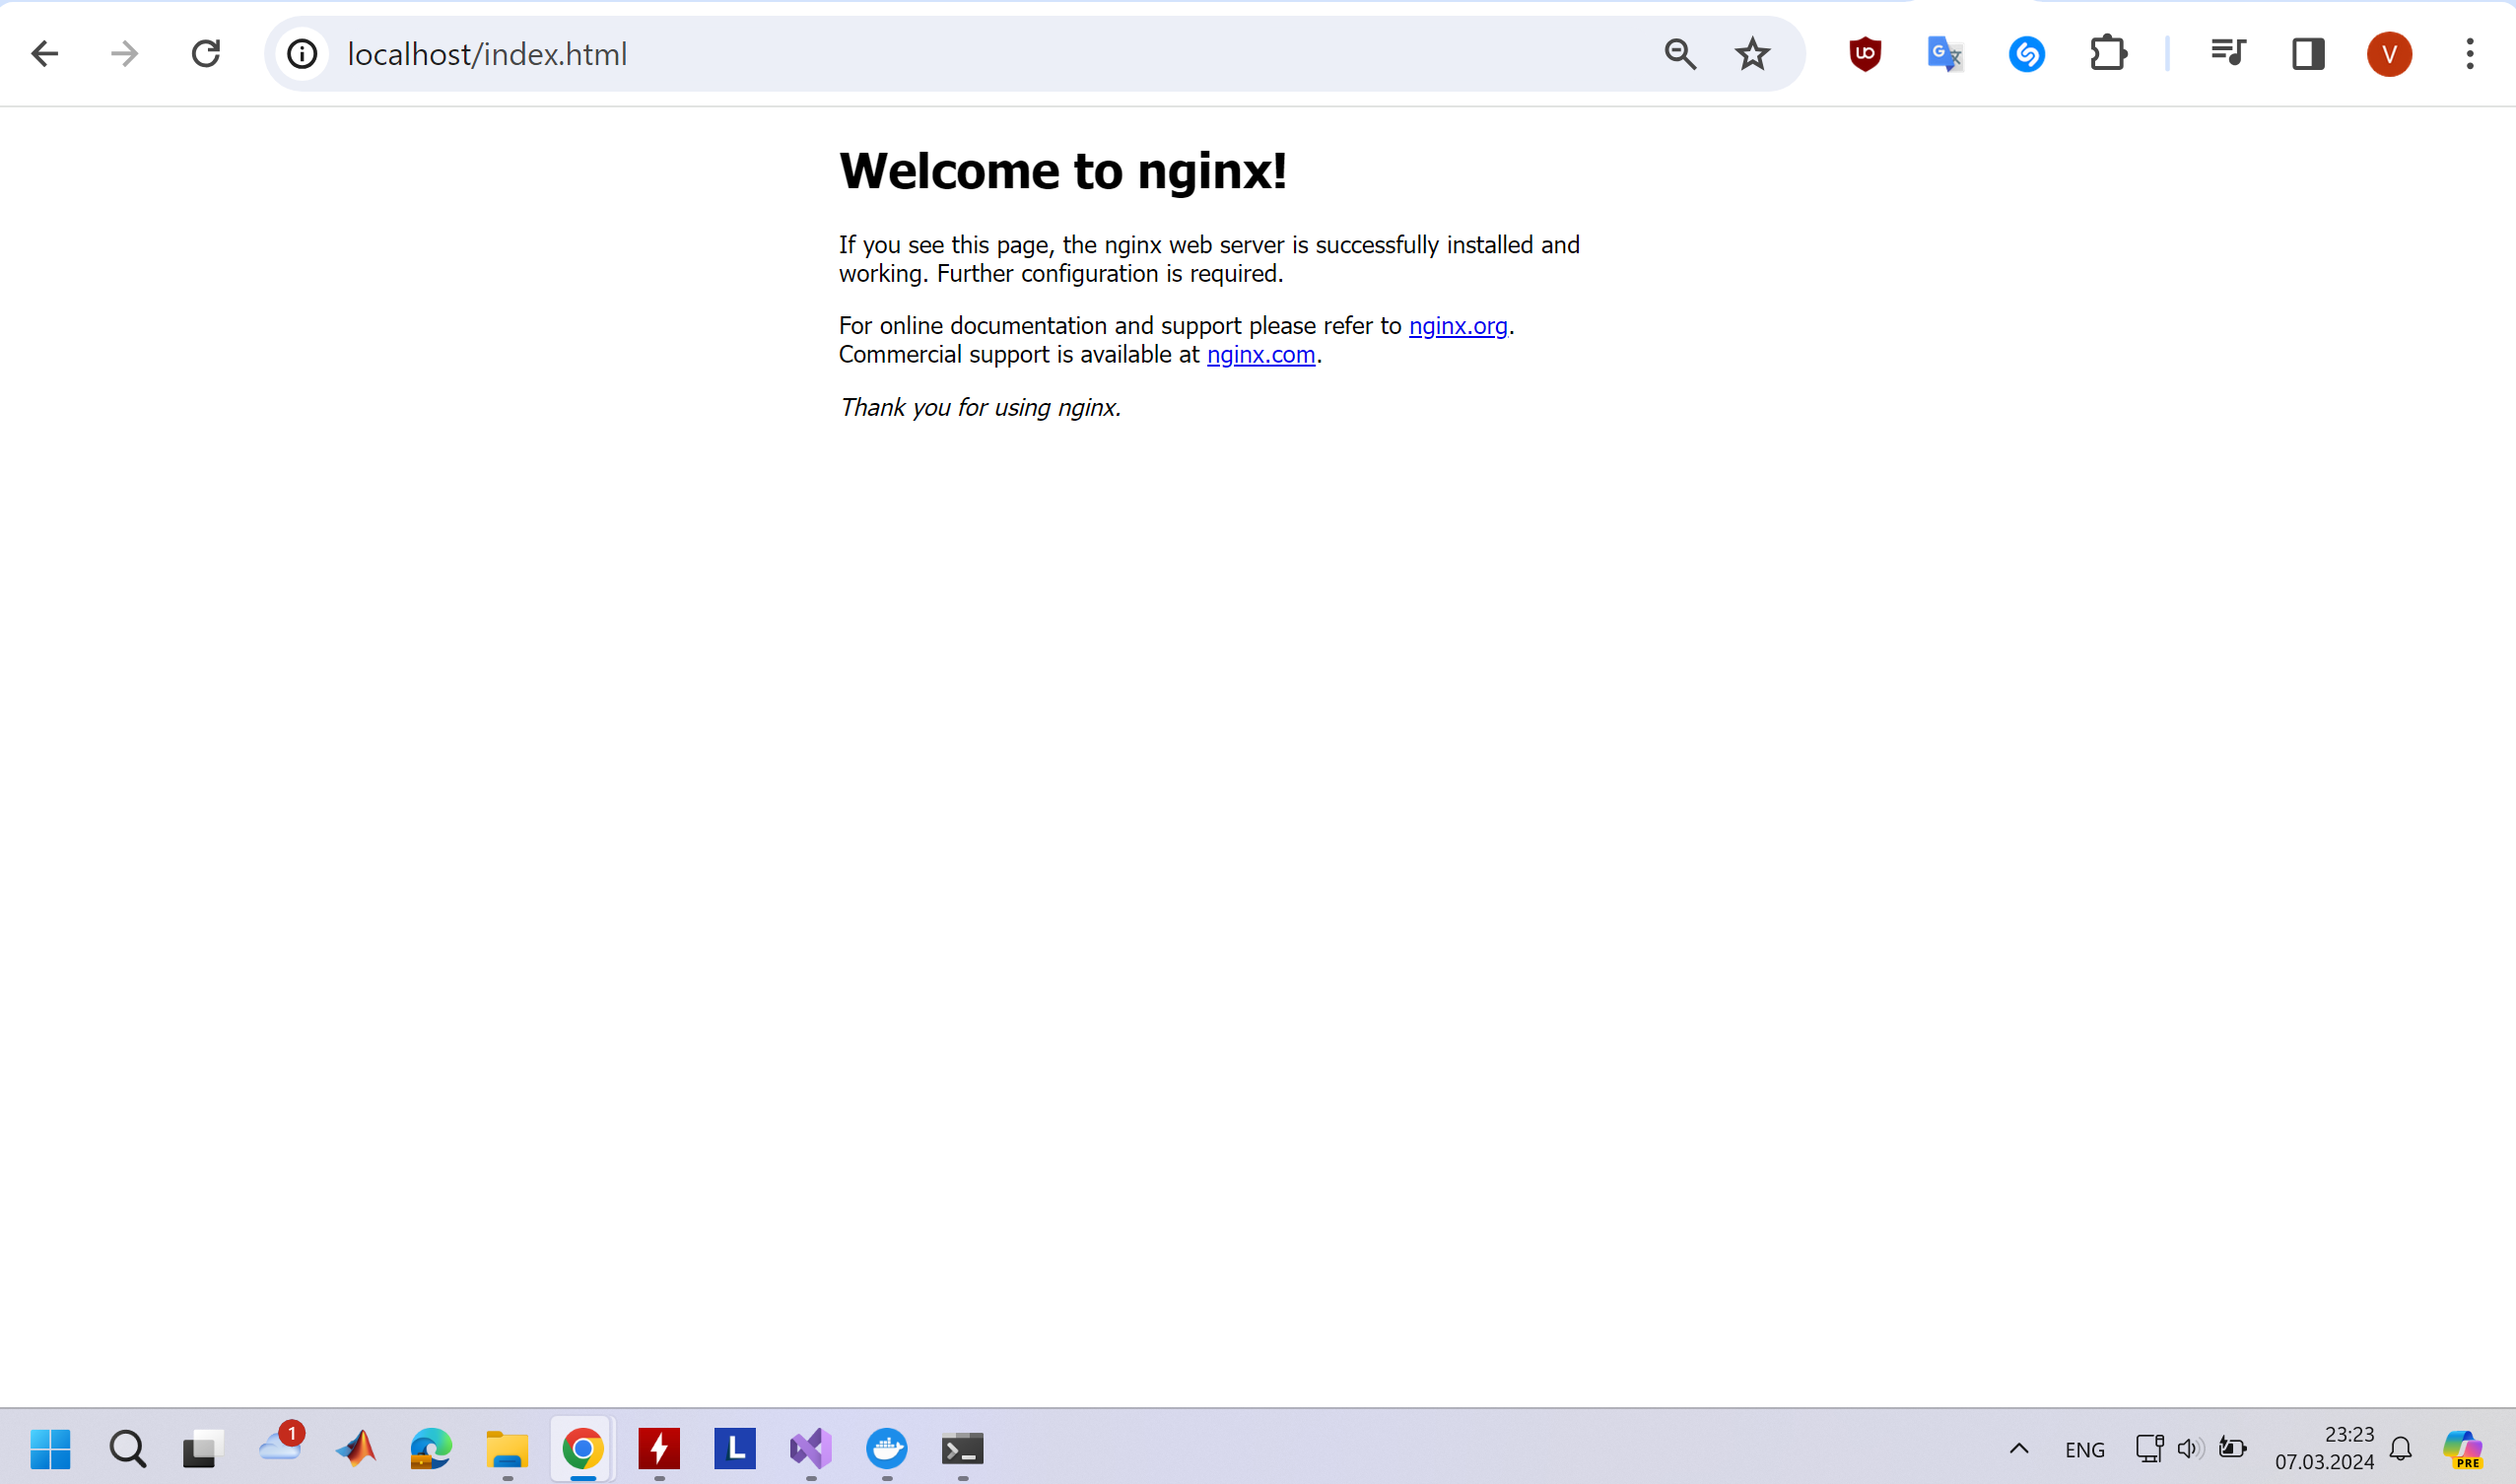 localhost/index.html
V
Welcome to nginx!
If you see this page, the nginx web server is successfully installed and
working. Further configuration is required.
For online documentation and support please refer to nginx.org.
Commercial support is available at nginx.com.
Thank you for using nginx.
1
L
ENG
23:23
07.03.2024
PRE